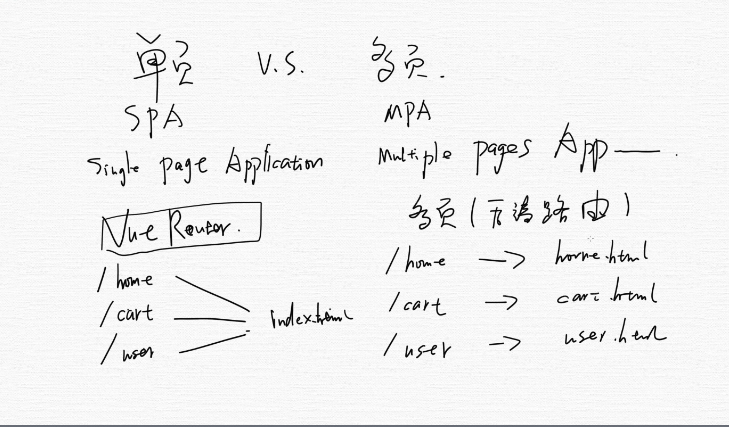 单页 V.S. 多页.
SPA
MPA
Single page Application
Multiple pages App——.
Vue Router.
多页(后端路由)
/home
/cart
/user
index.html
/home -> home.html
/cart -> cart.html
/user -> user.html